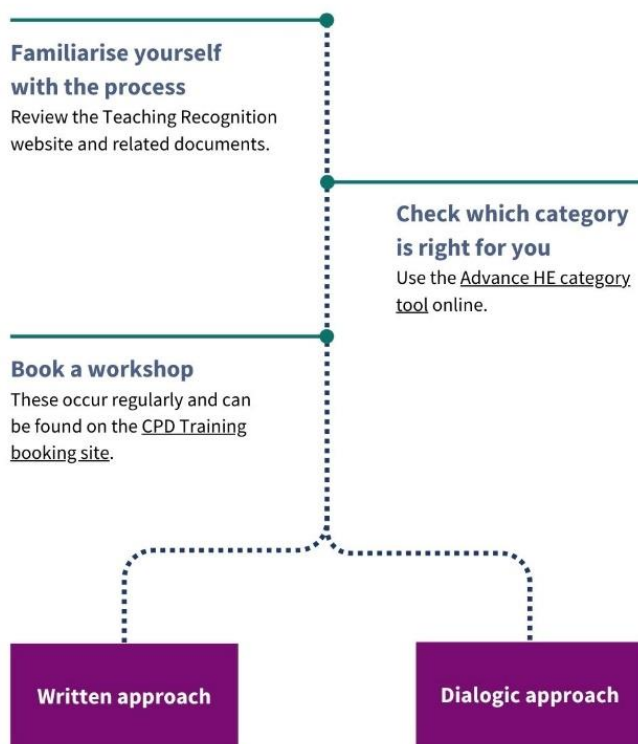 Familiarise yourself
with the process
Review the Teaching Recognition
website and related documents.
Check which category
is right for you
Use the Advance HE category
tool online.
Book a workshop
These occur regularly and can
be found on the CPD Training
booking site.
Written approach
Dialogic approach